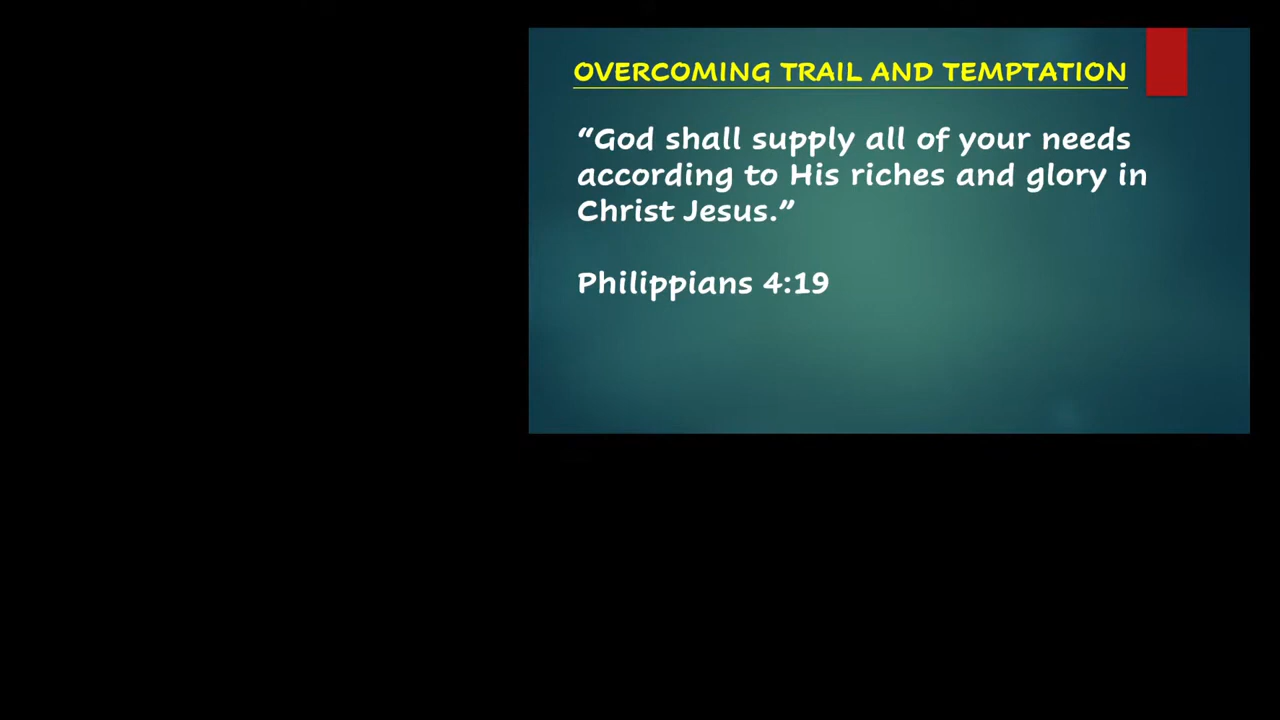 OVERCOMING TRAIL AND TEMPTATION
“God shall supply all of your needs
according to His riches and glory in
Christ Jesus.”
Philippians 4:19